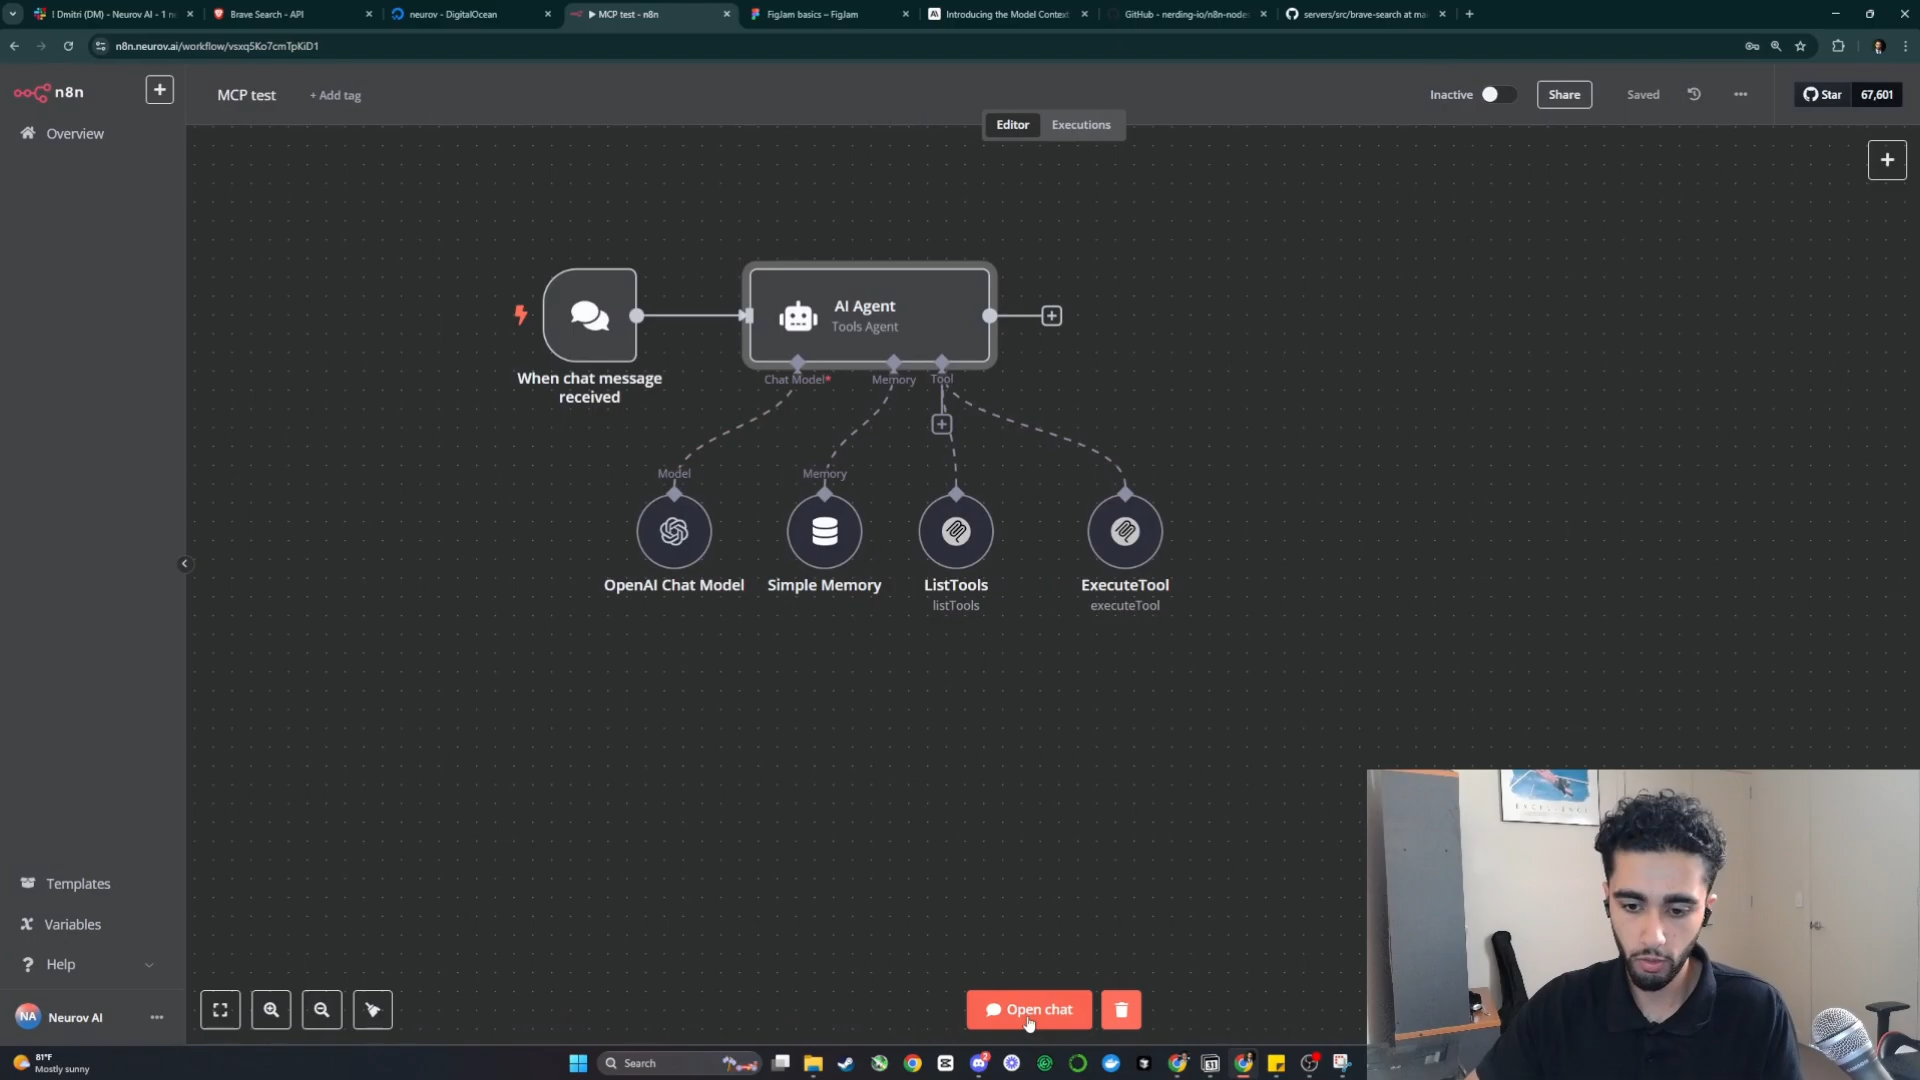 ! Dmitri (DM) - Neurov AI - 1 n
Brave Search - API
neurov - DigitalOcean
MCP test - n8n
FigJam basics – FigJam
Introducing the Model Context
GitHub - nerding-io/n8n-nodes
servers/src/brave-search at ma
n8n.neurov.ai/workflow/vsxq5Ko7cmTpKiD1
n8n
MCP test
+ Add tag
Inactive
Share
Saved
Star
67,601
Overview
Editor
Executions
AI Agent
Tools Agent
Chat Model*
Memory
Tool
When chat message
received
Model
Memory
OpenAI Chat Model
Simple Memory
ListTools
listTools
ExecuteTool
executeTool
Templates
Variables
Help
NA
Neurov AI
Open chat
EXCELLENCE
81°F
Mostly sunny
Search
2
31